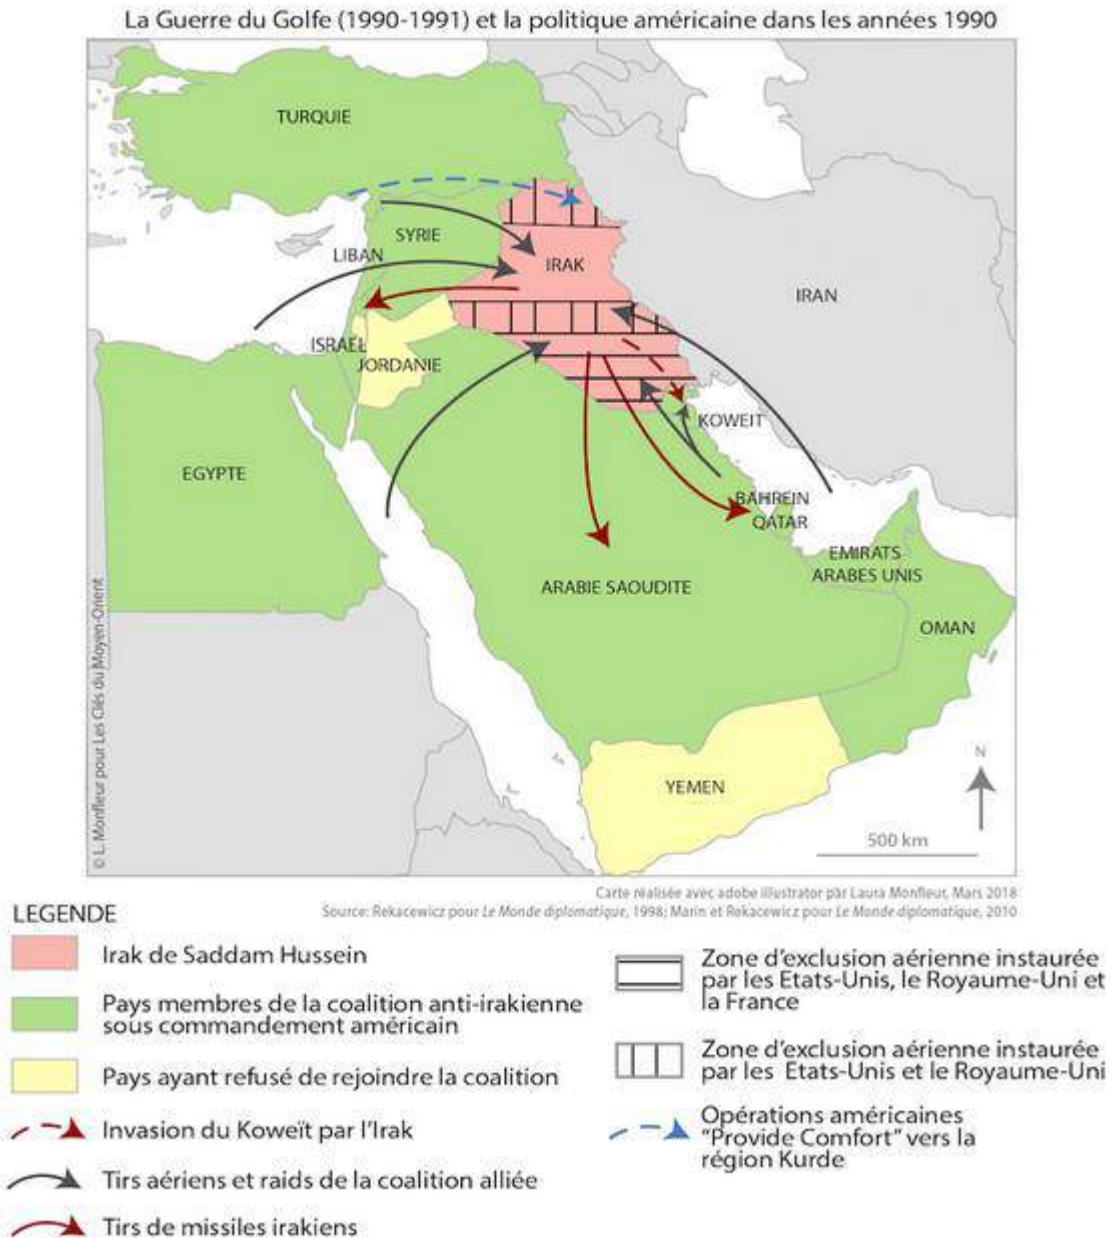 La Guerre du Golfe (1990-1991) et la politique américaine dans les années 1990
TURQUIE
SYRIE
LIBAN
IRAK
IRAN
ISRAEL
JORDANIE
KOWEIT
EGYPTE
BAHREIN
QATAR
EMIRATS
ARABES UNIS
ARABIE SAOUDITE
OMAN
YEMEN
N
500 km
© L. Monfleur pour Les Clés du Moyen-Orient
Carte réalisée avec adobe illustrator par Laura Monfleur, Mars 2018
Source: Rekacewicz pour Le Monde diplomatique, 1998; Marin et Rekacewicz pour Le Monde diplomatique, 2010
LEGENDE
Irak de Saddam Hussein
Pays membres de la coalition anti-irakienne
sous commandement américain
Pays ayant refusé de rejoindre la coalition
Invasion du Koweït par l'Irak
Tirs aériens et raids de la coalition alliée
Tirs de missiles irakiens
Zone d'exclusion aérienne instaurée
par les Etats-Unis, le Royaume-Uni et
la France
Zone d'exclusion aérienne instaurée
par les Etats-Unis et le Royaume-Uni
Opérations américaines
"Provide Comfort" vers la
région Kurde